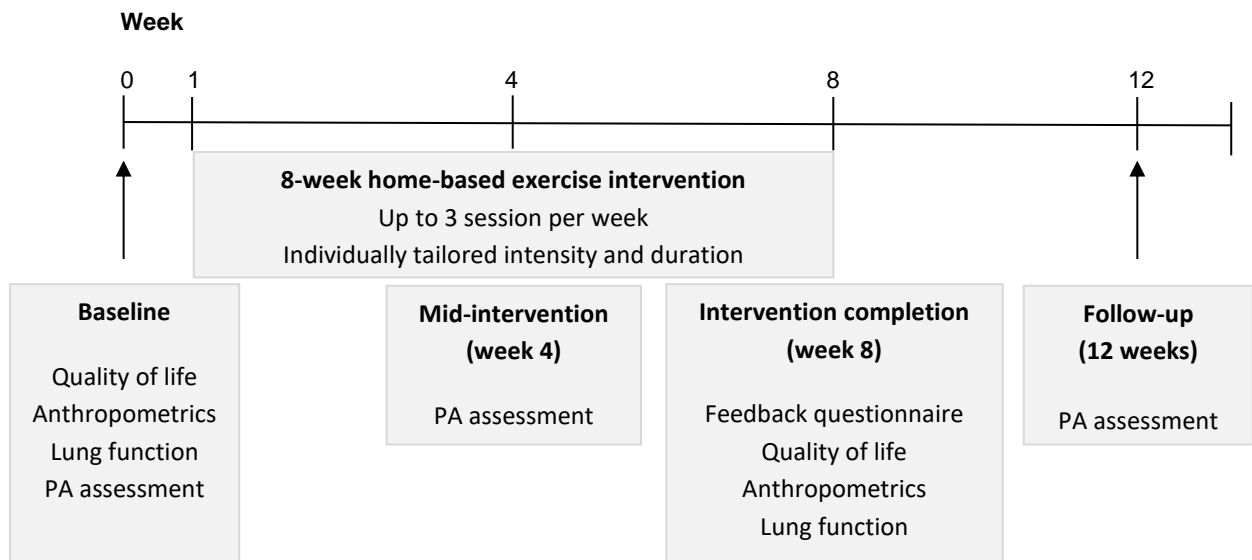 Week
0 1 4 8 12
8-week home-based exercise intervention
Up to 3 session per week
Individually tailored intensity and duration
Baseline
Quality of life
Anthropometrics
Lung function
PA assessment
Mid-intervention
(week 4)
PA assessment
Intervention completion
(week 8)
Feedback questionnaire
Quality of life
Anthropometrics
Lung function
Follow-up
(12 weeks)
PA assessment